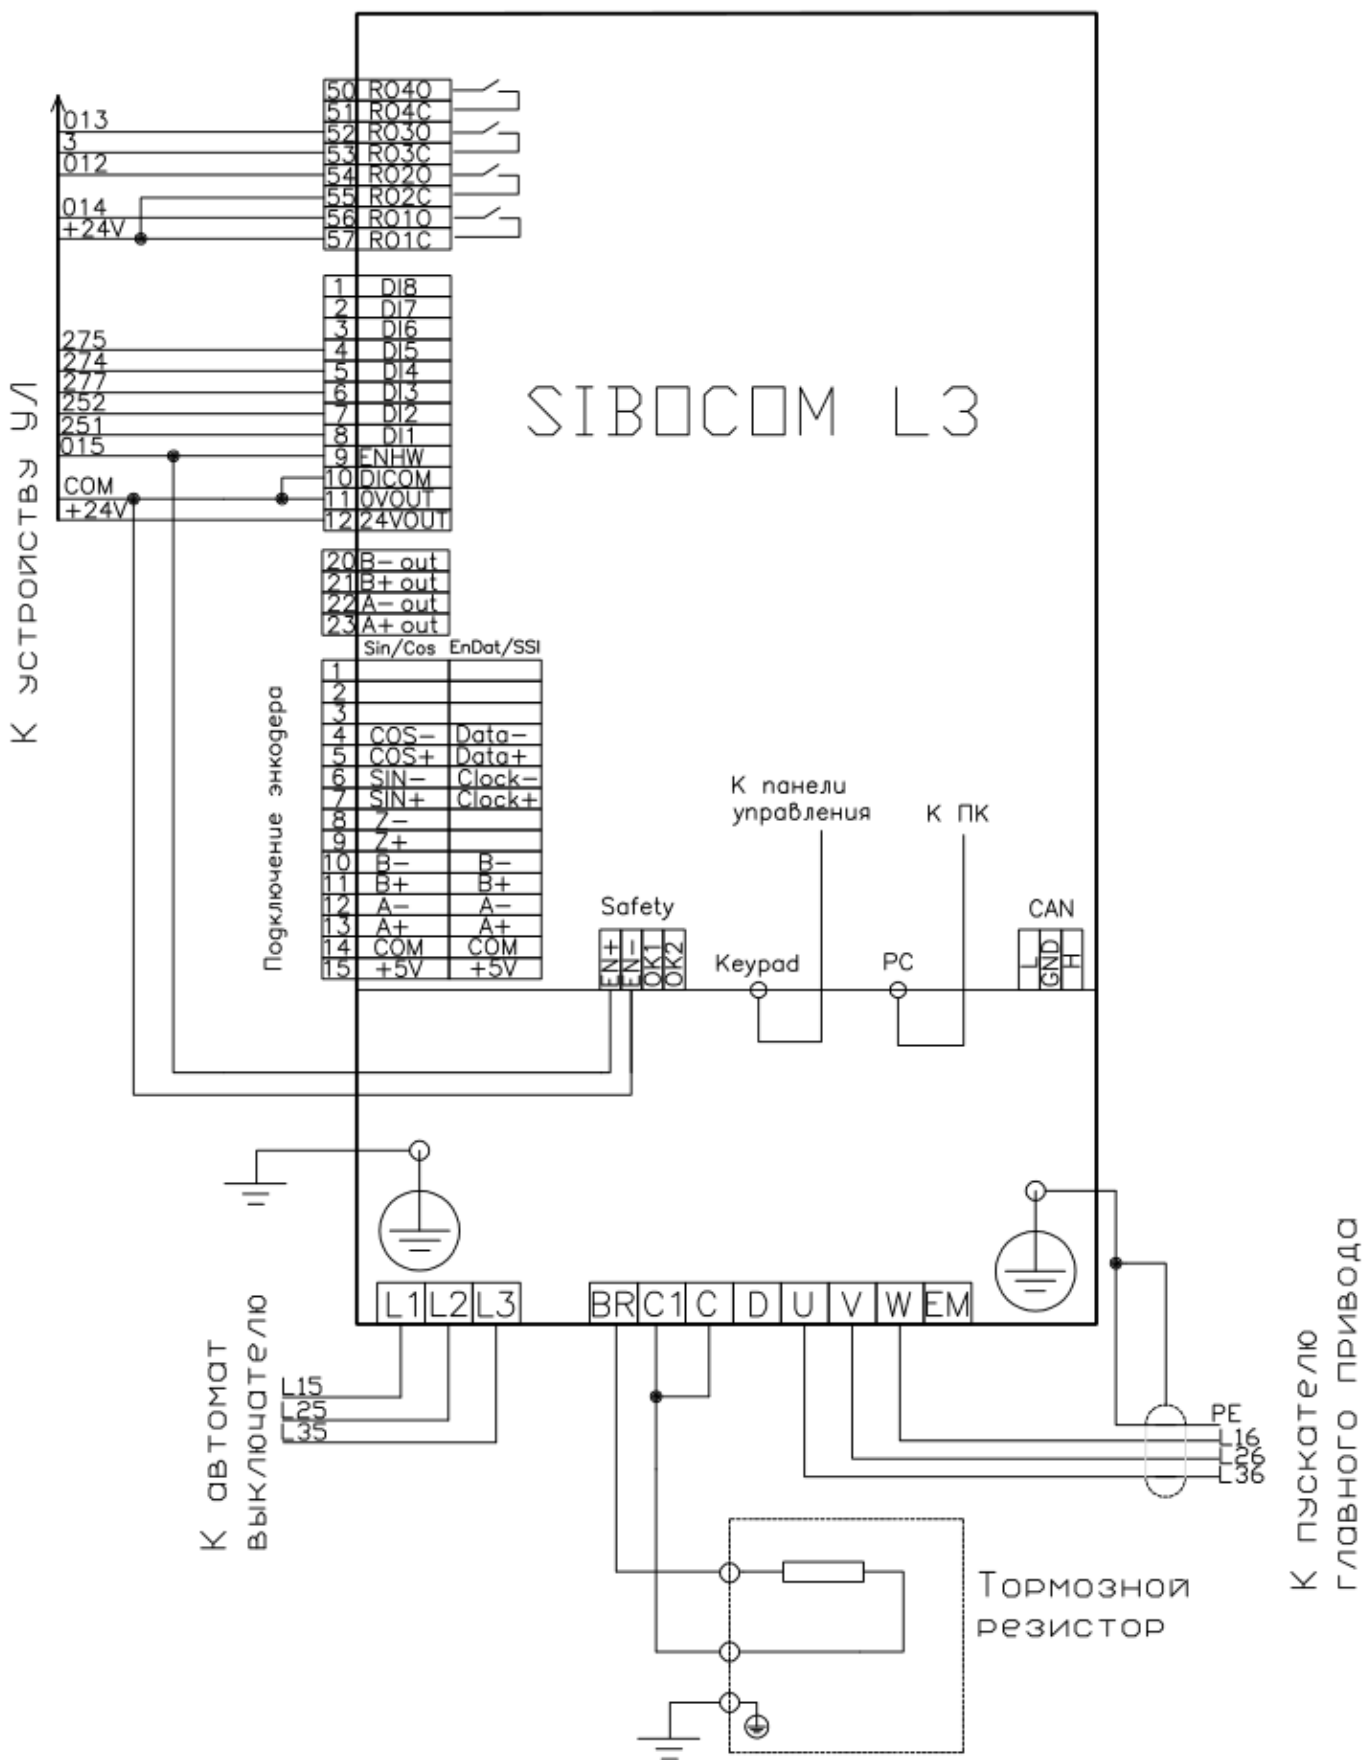 50 RO4O
51 RO4C
013
52 RO3O
3
53 RO3C
012
54 RO2O
55 RO2C
014
56 RO1O
+24V
57 RO1C
1 DI8
2 DI7
3 DI6
275
4 DI5
274
5 DI4
277
6 DI3
252
7 DI2
251
8 DI1
015
9 ENHW
10 DICOM
COM
11 0VOUT
+24V
12 24VOUT
SIBOCOM L3
К УСТРОЙСТВУ УЛ
20 B- out
21 B+ out
22 A- out
23 A+ out
Sin/Cos EnDat/SSI
Подключение энкодера
1
2
3
4 COS- Data-
5 COS+ Data+
6 SIN- Clock-
7 SIN+ Clock+
8 Z-
9 Z+
10 B- B-
11 B+ B+
12 A- A-
13 A+ A+
14 COM COM
15 +5V +5V
К панели
управления
К ПК
Safety
EN+ EN- OK1 OK2
Keypad
PC
CAN
L GND H
L1 L2 L3
BR C1 C D U V W EM
К автомат
выключателю
L15
L25
L35
PE
L16
L26
L36
К пускателю
главного привода
Тормозной
резистор